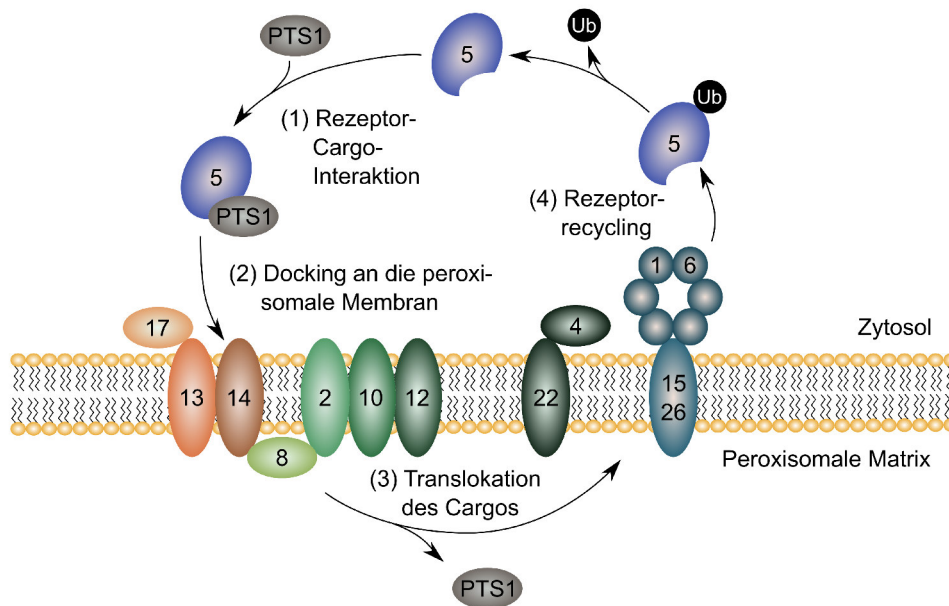 PTS1
5
Ub
Ub
5
(1) Rezeptor-
Cargo-
Interaktion
5
PTS1
(4) Rezeptor-
recycling
(2) Docking an die peroxi-
somale Membran
1 6
17
4
Zytosol
13 14 2 10 12 22 15
26
8
Peroxisomale Matrix
(3) Translokation
des Cargos
PTS1